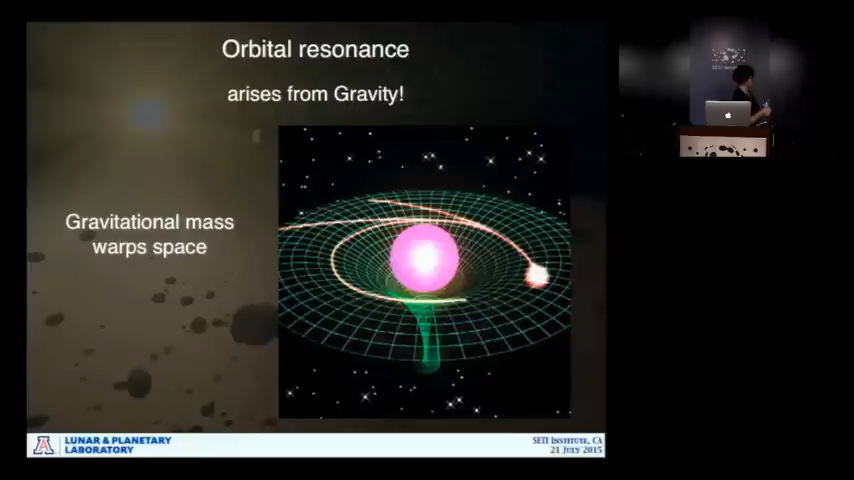 Orbital resonance
arises from Gravity!
Gravitational mass
warps space
A
LUNAR & PLANETARY
LABORATORY
SETI INSTITUTE, CA
21 JULY 2015